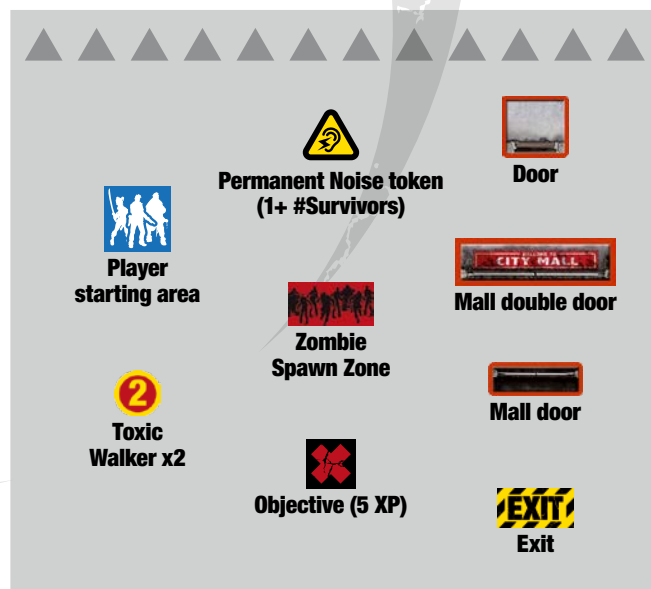 Player
starting area
2
Toxic
Walker x2
Permanent Noise token
(1+ #Survivors)
Zombie
Spawn Zone
Objective (5 XP)
Door
CITY MALL
Mall double door
Mall door
EXIT
Exit